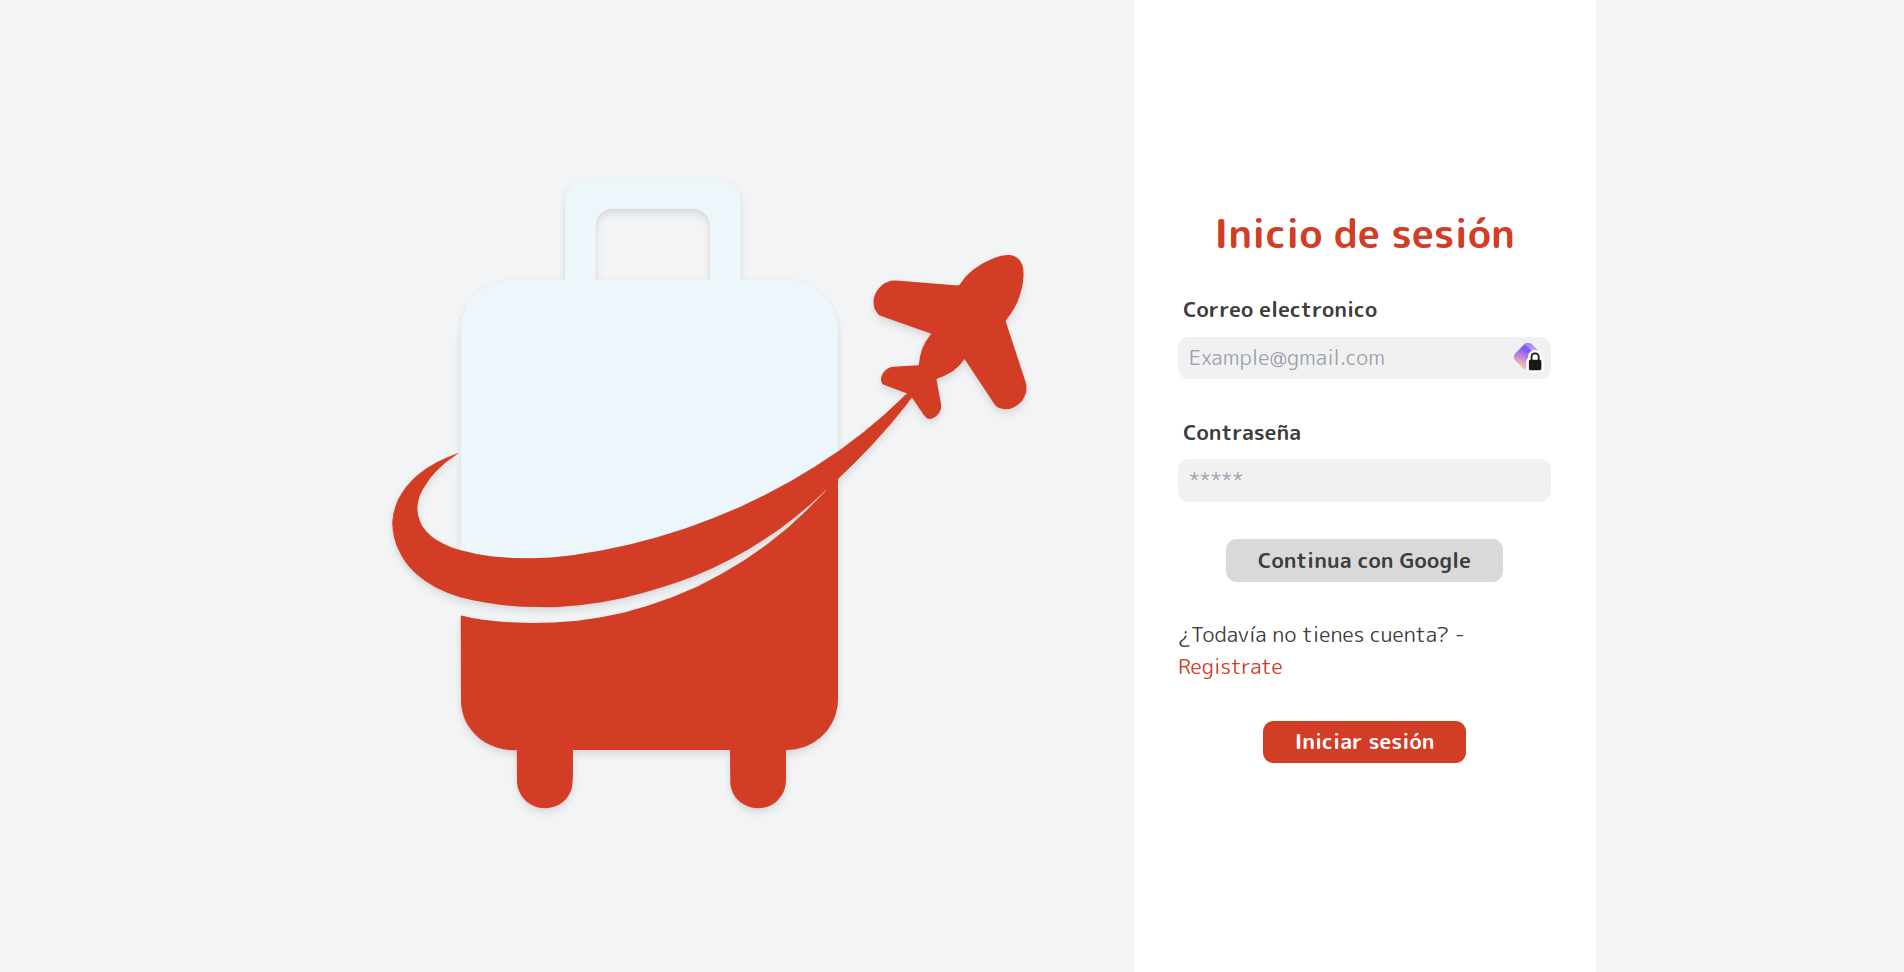 Inicio de sesión
Correo electronico
Example@gmail.com
Contraseña
*****
Continua con Google
¿Todavía no tienes cuenta? -
Registrate
Iniciar sesión